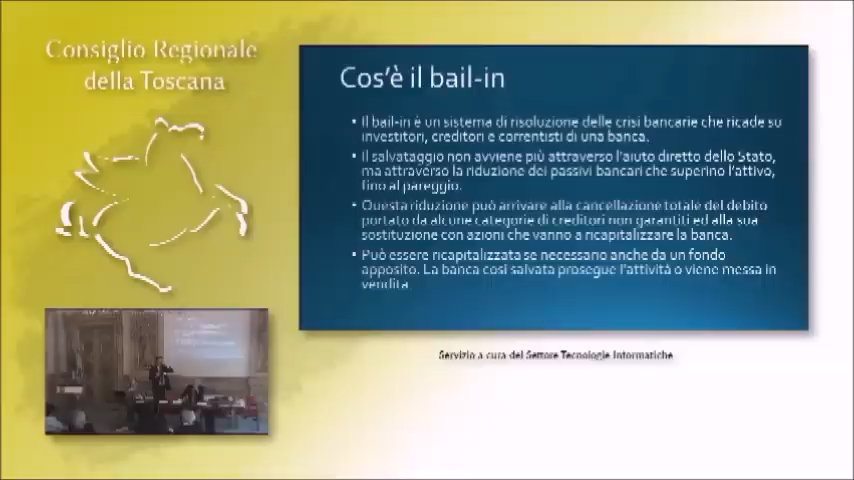 Consiglio Regionale
della Toscana
Cos'è il bail-in
• Il bail-in è un sistema di risoluzione delle crisi bancarie che ricade su
investitori, creditori e correntisti di una banca.
• Il salvataggio non avviene più attraverso l'aiuto diretto dello Stato,
ma attraverso la riduzione dei passivi bancari che superino l'attivo,
fino al pareggio.
• Questa riduzione può arrivare alla cancellazione totale del debito
portato da alcune categorie di creditori non garantiti ed alla sua
sostituzione con azioni che vanno a ricapitalizzare la banca.
• Può essere ricapitalizzata se necessario anche da un fondo
apposito. La banca così salvata prosegue l'attività o viene messa in
vendita
Servizio a cura del Settore Tecnologie Informatiche